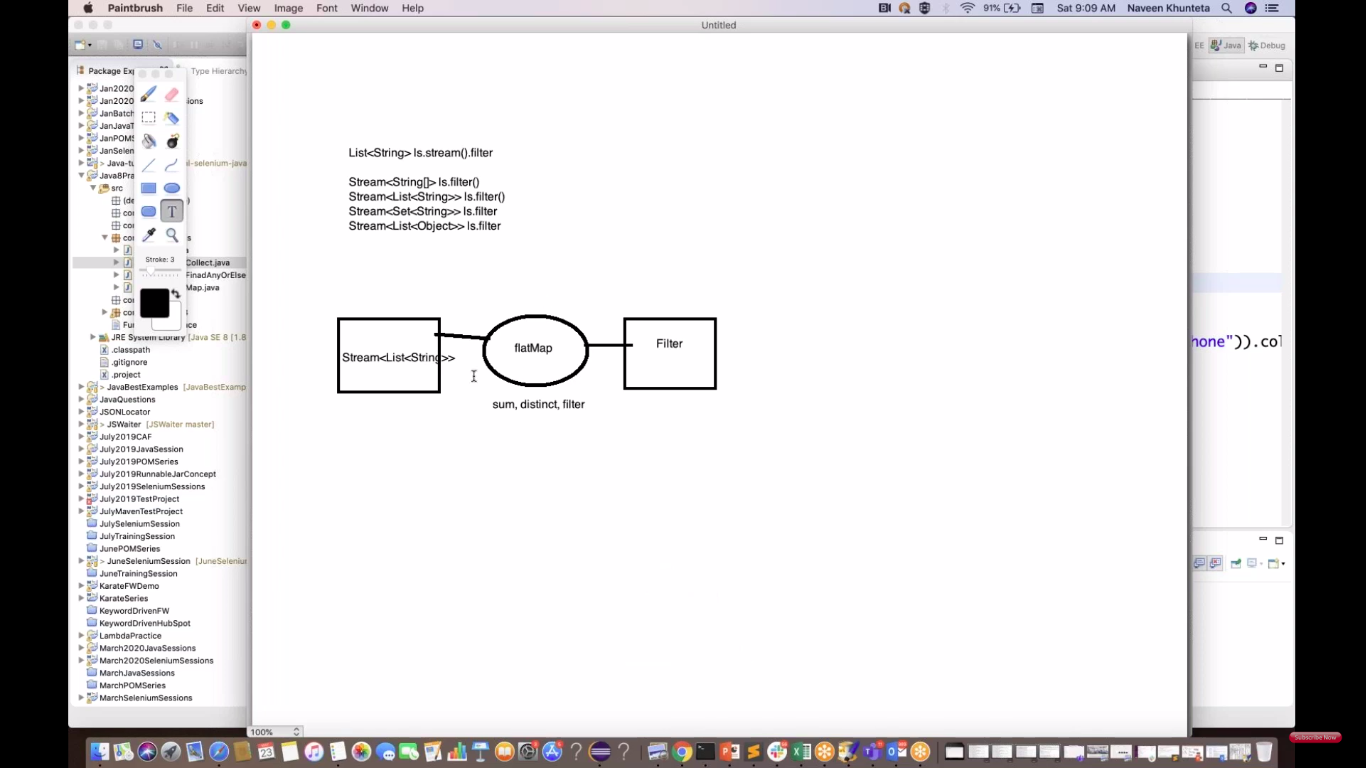 Paintbrush File Edit View Image Font Window Help 91% Sat 9:09 AM Naveen Khunteta
Untitled
EE Java Debug
Package Exp Type Hierarchy
Jan2020
Jan2020 sions
JanBatch
JanJavaT
JanPOMS
JanSelen
Java-tu l-selenium-java
Java8Pra
src
(de
co
co
co s
Collect.java
FinadAnyOrElse
Map.java
co
co s
Fu nce
JRE System Library [Java SE 8 [1.8
.classpath
.gitignore
.project
JavaBestExamples [JavaBestExamp
JavaQuestions
JSONLocator
> JSWaiter [JSWaiter master]
July2019CAF
July2019JavaSession
July2019POMSeries
July2019RunnableJarConcept
July2019SeleniumSessions
July2019TestProject
JulyMavenTestProject
JulySeleniumSession
JulyTrainingSession
JunePOMSeries
> JuneSeleniumSession [JuneSeleniur
JuneTrainingSession
KarateFWDemo
KarateSeries
KeywordDrivenFW
KeywordDrivenHubSpot
LambdaPractice
March2020JavaSessions
March2020SeleniumSessions
MarchJavaSessions
MarchPOMSeries
MarchSeleniumSessions
T
Stroke: 3
List<String> ls.stream().filter
Stream<String[]> ls.filter()
Stream<List<String>> ls.filter()
Stream<Set<String>> ls.filter
Stream<List<Object>> ls.filter
Stream<List<String>>
flatMap
Filter
sum, distinct, filter
hone")).col
100%
Subscribe Now